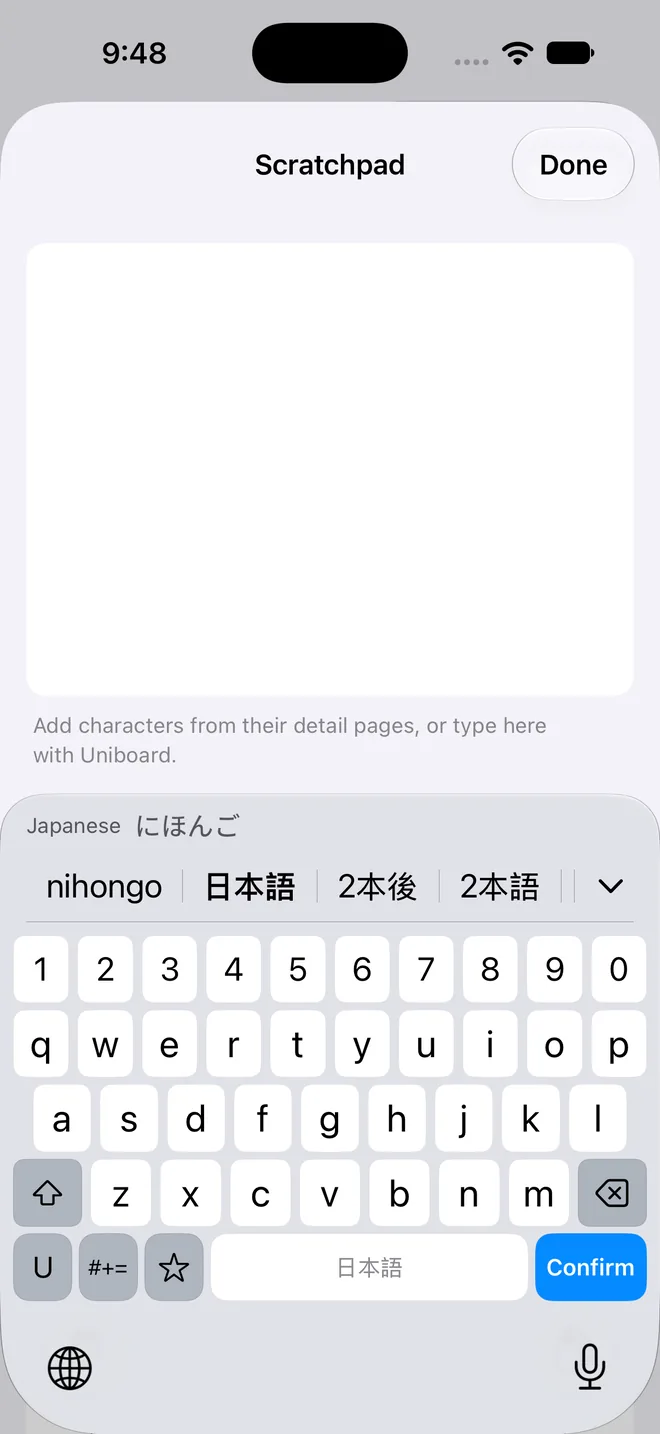 9:48
Scratchpad
Done
Add characters from their detail pages, or type here
with Uniboard.
Japanese にほんご
nihongo 日本語 2本後 2本語
1 2 3 4 5 6 7 8 9 0
q w e r t y u i o p
a s d f g h j k l
z x c v b n m
U #+= 日本語 Confirm